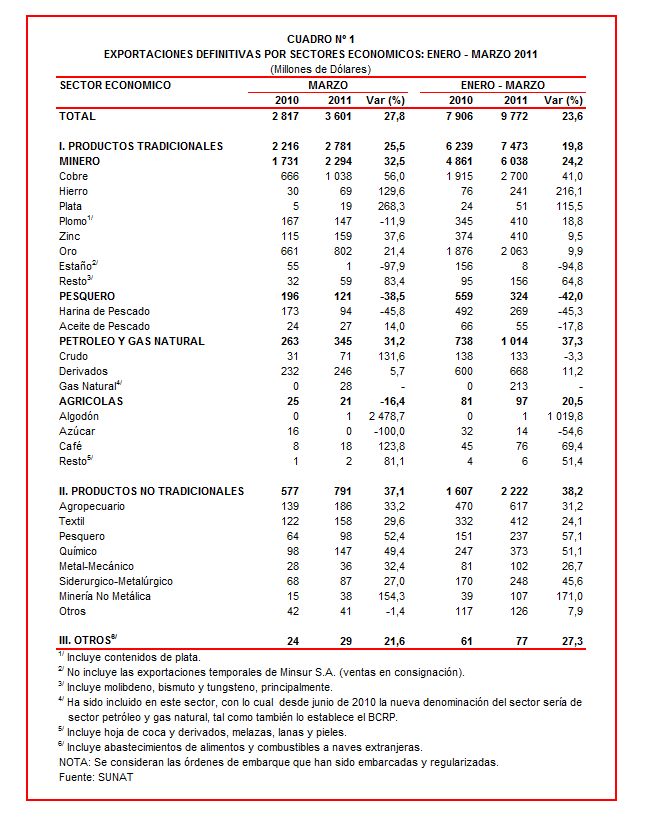 CUADRO Nº 1
EXPORTACIONES DEFINITIVAS POR SECTORES ECONOMICOS: ENERO - MARZO 2011
(Millones de Dólares)
SECTOR ECONOMICO MARZO ENERO - MARZO
2010 2011 Var (%) 2010 2011 Var (%)
TOTAL 2 817 3 601 27,8 7 906 9 772 23,6
I. PRODUCTOS TRADICIONALES 2 216 2 781 25,5 6 239 7 473 19,8
MINERO 1 731 2 294 32,5 4 861 6 038 24,2
Cobre 666 1 038 56,0 1 915 2 700 41,0
Hierro 30 69 129,6 76 241 216,1
Plata 5 19 268,3 24 51 115,5
Plomo1/ 167 147 -11,9 345 410 18,8
Zinc 115 159 37,6 374 410 9,5
Oro 661 802 21,4 1 876 2 063 9,9
Estaño2/ 55 1 -97,9 156 8 -94,8
Resto3/ 32 59 83,4 95 156 64,8
PESQUERO 196 121 -38,5 559 324 -42,0
Harina de Pescado 173 94 -45,8 492 269 -45,3
Aceite de Pescado 24 27 14,0 66 55 -17,8
PETROLEO Y GAS NATURAL 263 345 31,2 738 1 014 37,3
Crudo 31 71 131,6 138 133 -3,3
Derivados 232 246 5,7 600 668 11,2
Gas Natural4/ 0 28 - 0 213 -
AGRICOLAS 25 21 -16,4 81 97 20,5
Algodón 0 1 2 478,7 0 1 1 019,8
Azúcar 16 0 -100,0 32 14 -54,6
Café 8 18 123,8 45 76 69,4
Resto5/ 1 2 81,1 4 6 51,4
II. PRODUCTOS NO TRADICIONALES 577 791 37,1 1 607 2 222 38,2
Agropecuario 139 186 33,2 470 617 31,2
Textil 122 158 29,6 332 412 24,1
Pesquero 64 98 52,4 151 237 57,1
Químico 98 147 49,4 247 373 51,1
Metal-Mecánico 28 36 32,4 81 102 26,7
Siderurgico-Metalúrgico 68 87 27,0 170 248 45,6
Minería No Metálica 15 38 154,3 39 107 171,0
Otros 42 41 -1,4 117 126 7,9
III. OTROS6/ 24 29 21,6 61 77 27,3
1/ Incluye contenidos de plata.
2/ No incluye las exportaciones temporales de Minsur S.A. (ventas en consignación).
3/ Incluye molibdeno, bismuto y tungsteno, principalmente.
4/ Ha sido incluido en este sector, con lo cual desde junio de 2010 la nueva denominación del sector sería de
sector petróleo y gas natural, tal como también lo establece el BCRP.
5/ Incluye hoja de coca y derivados, melazas, lanas y pieles.
6/ Incluye abastecimientos de alimentos y combustibles a naves extranjeras.
NOTA: Se consideran las órdenes de embarque que han sido embarcadas y regularizadas.
Fuente: SUNAT